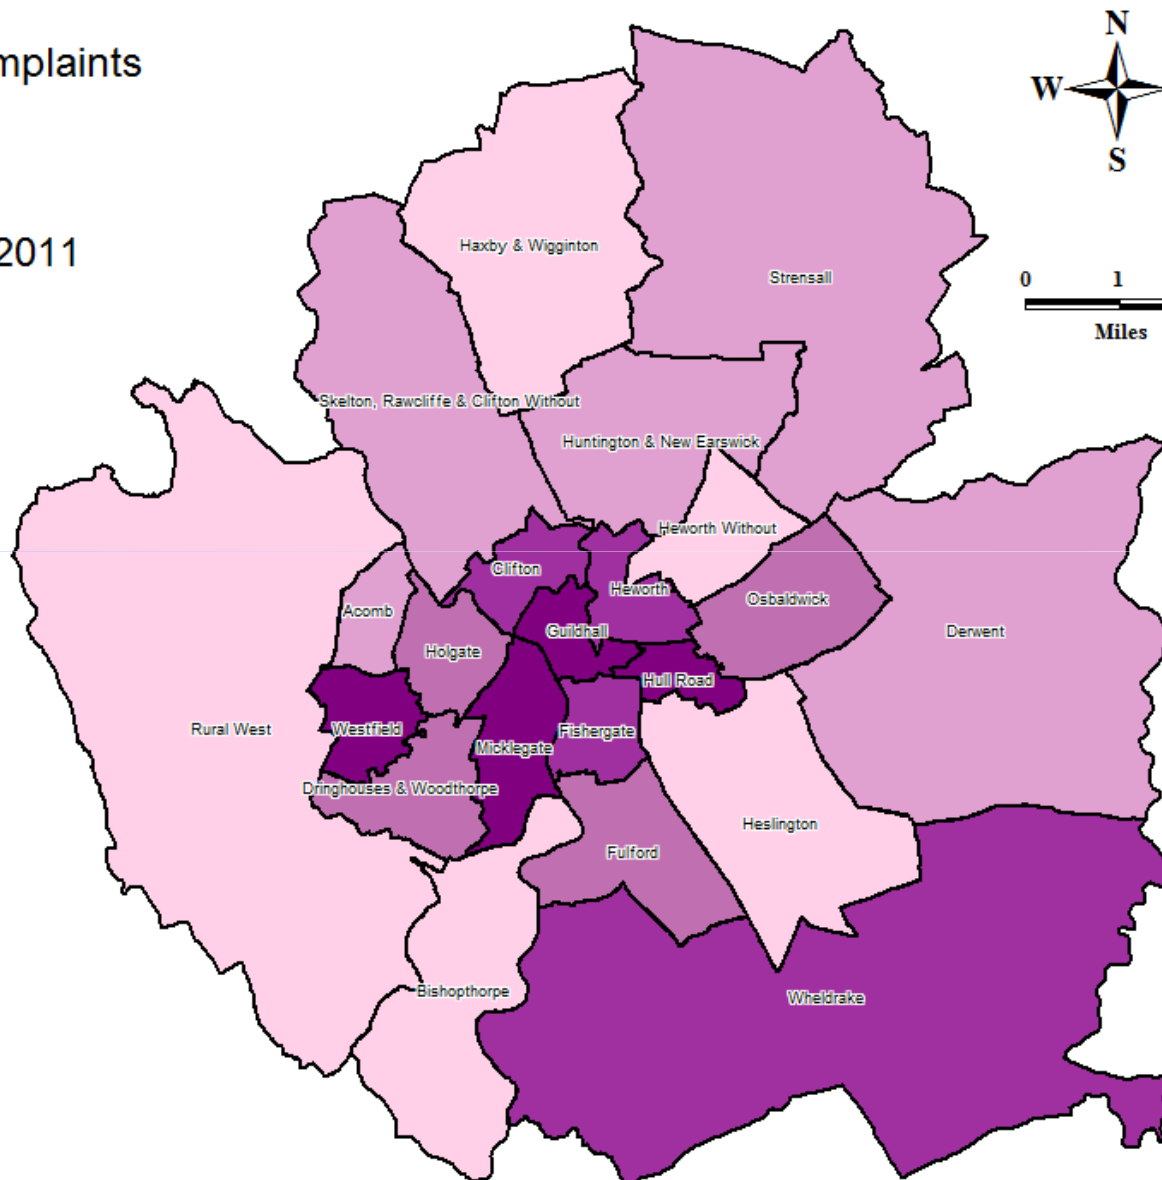 mplaints
2011
N
W
S
0 1
Miles
Haxby & Wigginton
Strensall
Skelton, Rawcliffe & Clifton Without
Huntington & New Earswick
Heworth Without
Clifton
Heworth
Osbaldwick
Acomb
Guildhall
Derwent
Holgate
Hull Road
Rural West
Westfield
Fishergate
Micklegate
Dringhouses & Woodthorpe
Heslington
Fulford
Bishopthorpe
Wheldrake